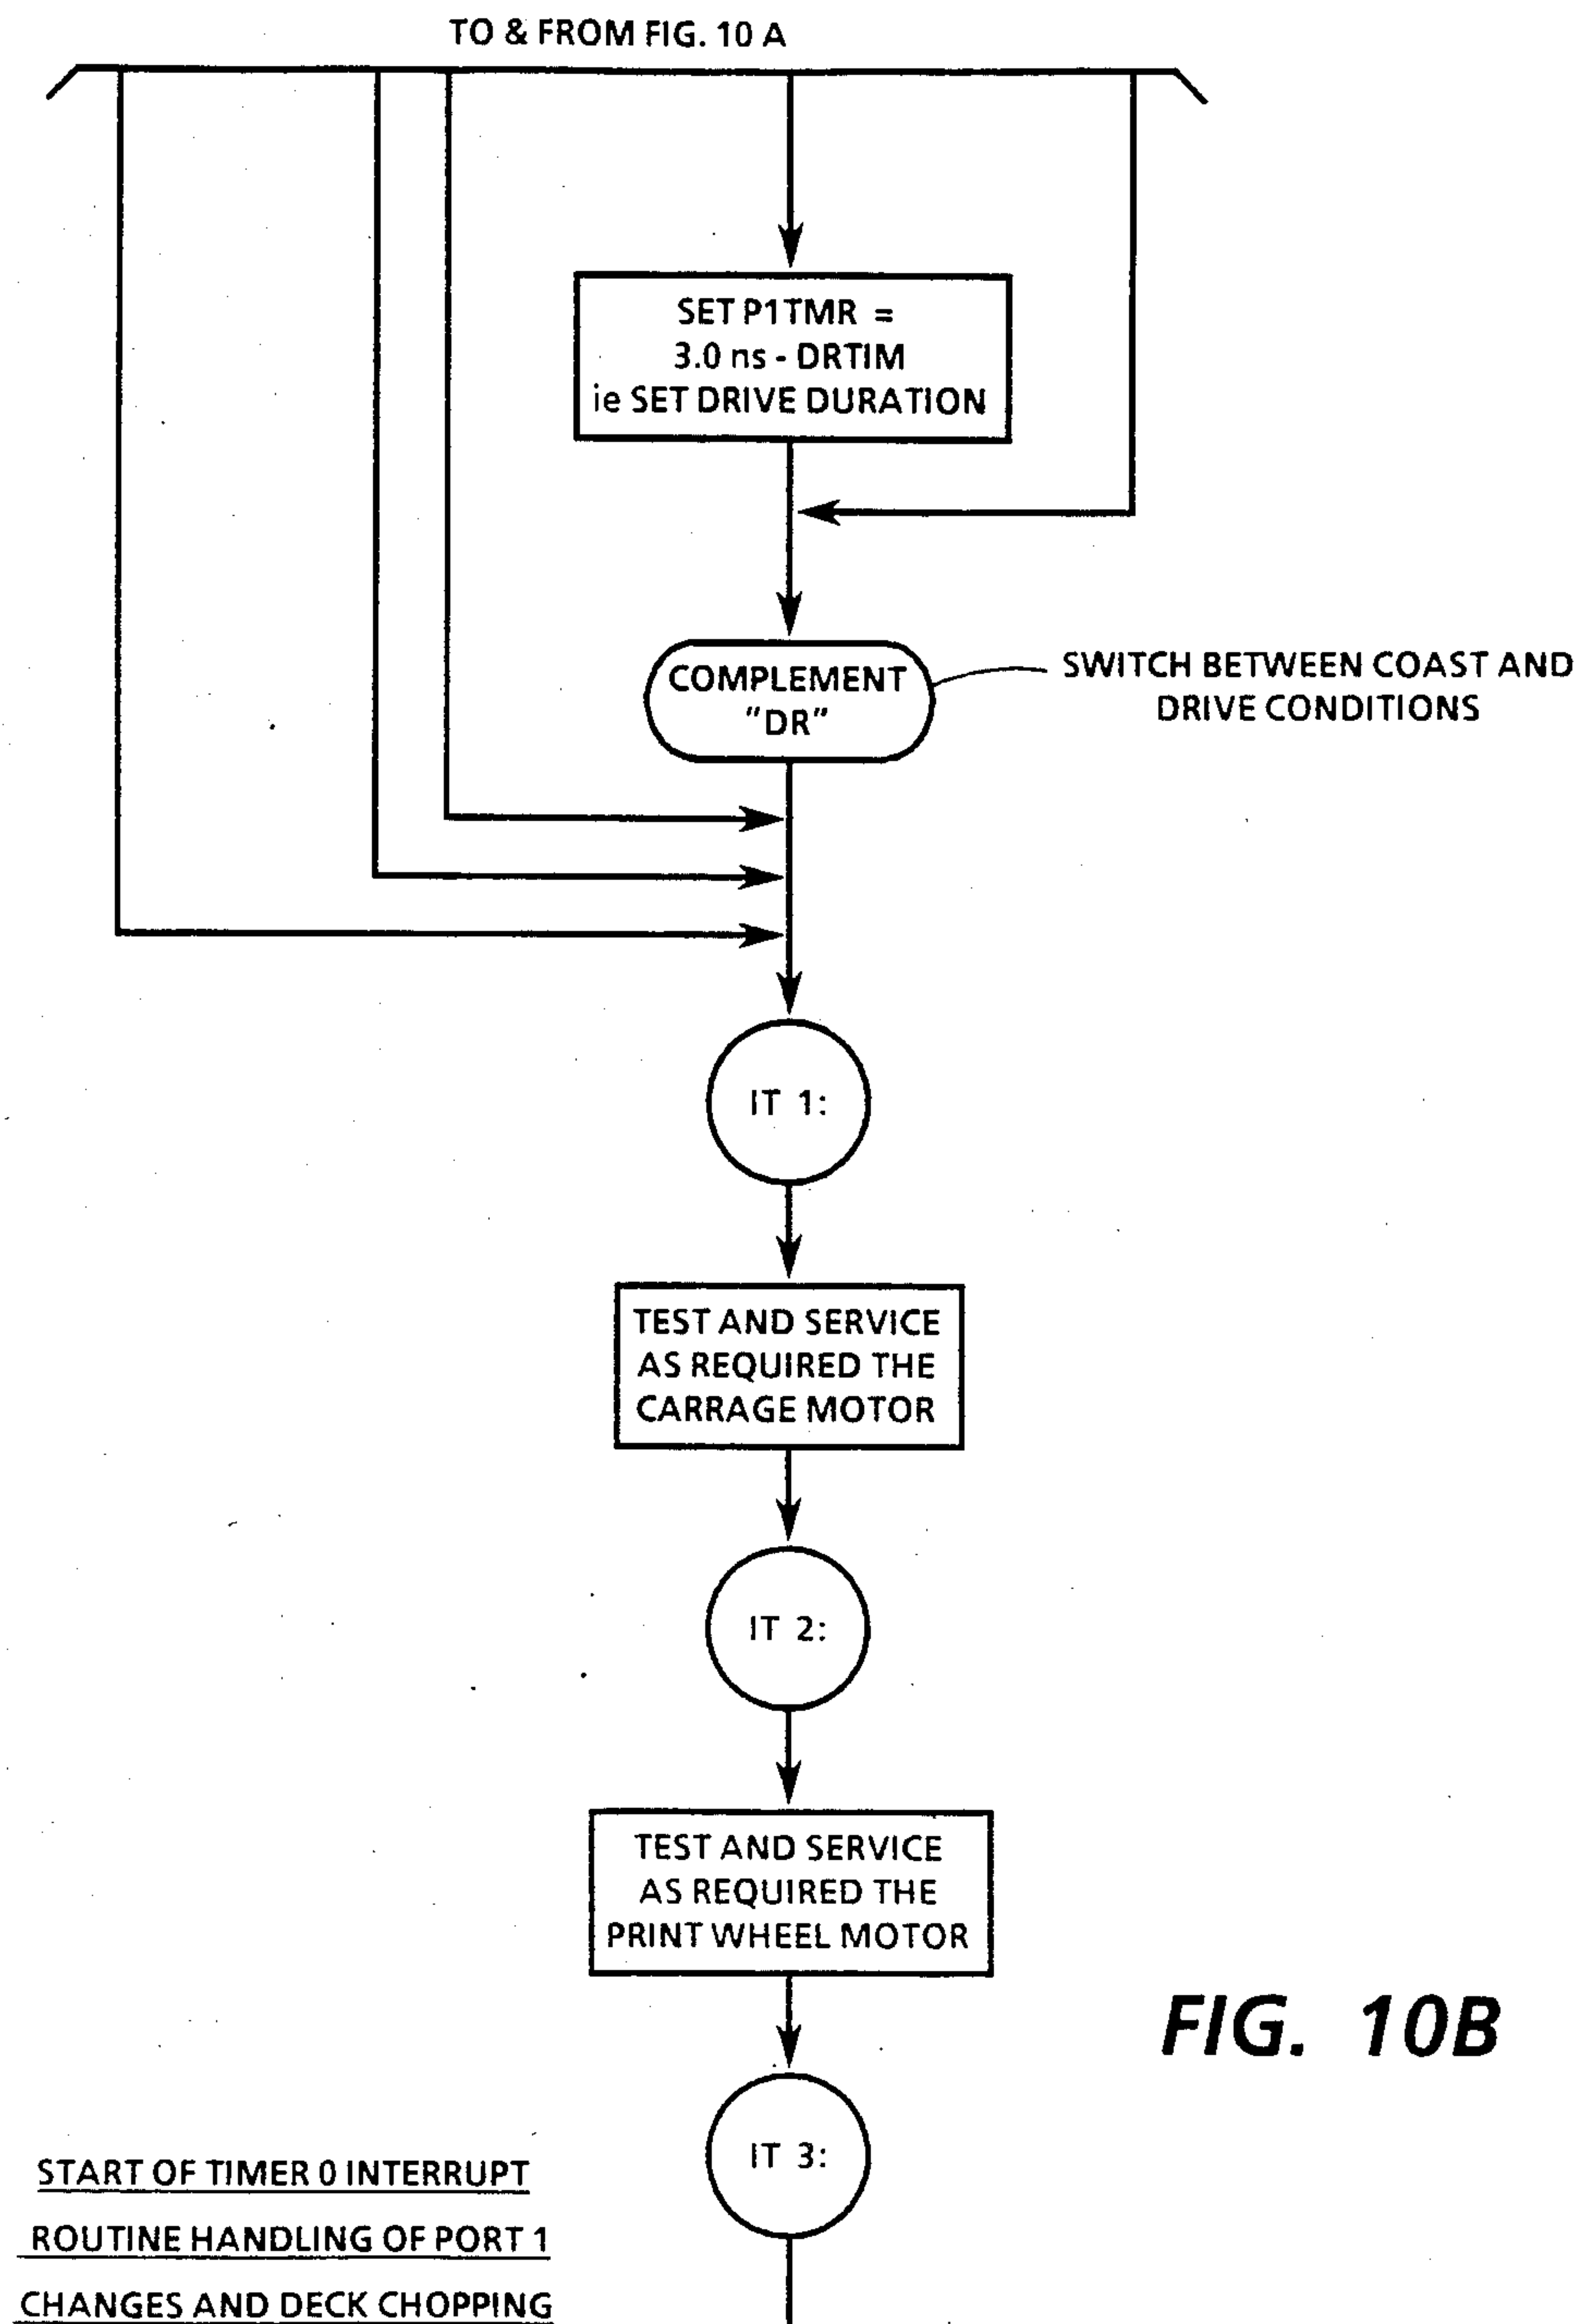 TO & FROM FIG. 10 A
SET P1TMR =
3.0 ns - DRTIM
ie SET DRIVE DURATION
COMPLEMENT
"DR"
SWITCH BETWEEN COAST AND
DRIVE CONDITIONS
IT 1:
TEST AND SERVICE
AS REQUIRED THE
CARRAGE MOTOR
IT 2:
TEST AND SERVICE
AS REQUIRED THE
PRINT WHEEL MOTOR
FIG. 10B
IT 3:
START OF TIMER 0 INTERRUPT
ROUTINE HANDLING OF PORT 1
CHANGES AND DECK CHOPPING